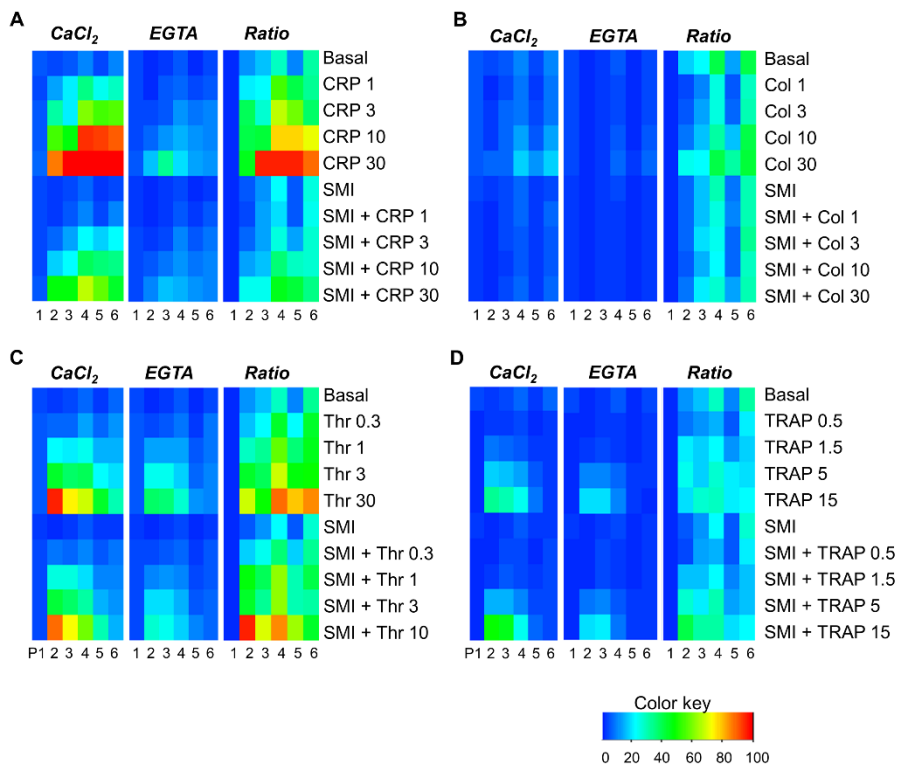 A
CaCl₂ EGTA Ratio
Basal
CRP 1
CRP 3
CRP 10
CRP 30
SMI
SMI + CRP 1
SMI + CRP 3
SMI + CRP 10
SMI + CRP 30
1 2 3 4 5 6 1 2 3 4 5 6 1 2 3 4 5 6
B
CaCl₂ EGTA Ratio
Basal
Col 1
Col 3
Col 10
Col 30
SMI
SMI + Col 1
SMI + Col 3
SMI + Col 10
SMI + Col 30
1 2 3 4 5 6 1 2 3 4 5 6 1 2 3 4 5 6
C
CaCl₂ EGTA Ratio
Basal
Thr 0.3
Thr 1
Thr 3
Thr 30
SMI
SMI + Thr 0.3
SMI + Thr 1
SMI + Thr 3
SMI + Thr 10
P1 2 3 4 5 6 1 2 3 4 5 6 1 2 3 4 5 6
D
CaCl₂ EGTA Ratio
Basal
TRAP 0.5
TRAP 1.5
TRAP 5
TRAP 15
SMI
SMI + TRAP 0.5
SMI + TRAP 1.5
SMI + TRAP 5
SMI + TRAP 15
P1 2 3 4 5 6 1 2 3 4 5 6 1 2 3 4 5 6
Color key
0 20 40 60 80 100